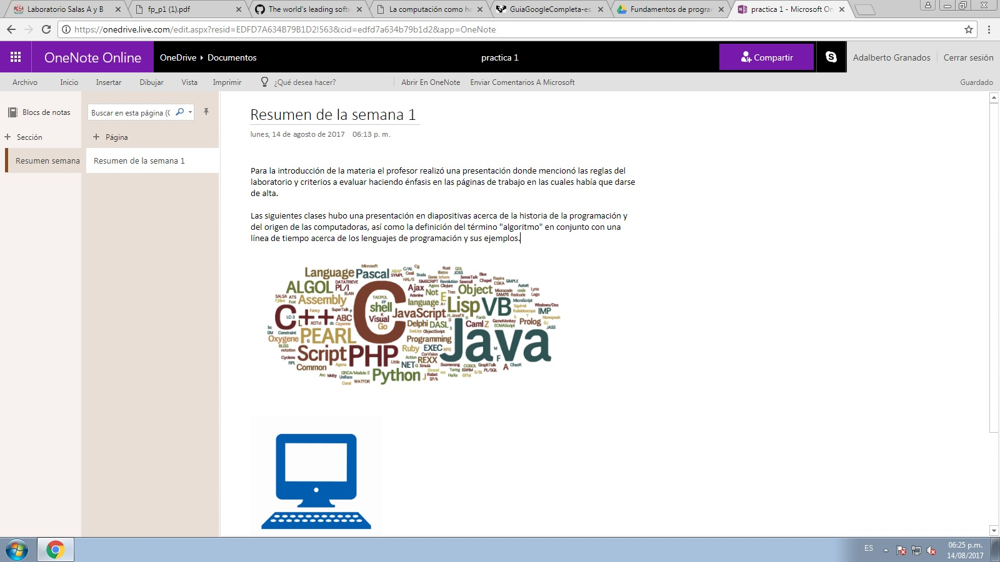 Laboratorio Salas A y B
fp_p1 (1).pdf
The world's leading softw
La computación como he
GuiaGoogleCompleta-es
Fundamentos de progran
practica 1 - Microsoft On
https://onedrive.live.com/edit.aspx?resid=EDFD7A634B79B1D2!563&cid=edfd7a634b79b1d2&app=OneNote
OneNote Online
OneDrive Documentos
practica 1
Compartir
Adalberto Granados
Cerrar sesión
Archivo Inicio Insertar Dibujar Vista Imprimir ¿Qué desea hacer? Abrir En OneNote Enviar Comentarios A Microsoft Guardado
Blocs de notas
Buscar en esta página (C
Sección
Página
Resumen semana
Resumen de la semana 1
Resumen de la semana 1
lunes, 14 de agosto de 2017 06:13 p. m.
Para la introducción de la materia el profesor realizó una presentación donde mencionó las reglas del
laboratorio y criterios a evaluar haciendo énfasis en las páginas de trabajo en las cuales había que darse
de alta.
Las siguientes clases hubo una presentación en diapositivas acerca de la historia de la programación y
del origen de las computadoras, así como la definición del término "algoritmo" en conjunto con una
línea de tiempo acerca de los lenguajes de programación y sus ejemplos.
Microsoft
Language Pascal
ALGOL PL/I
DATATRIEVE
Ajax Not Object
Assembly
C
shell
language
Lisp VB
C++ ABC
Visual
Go
JavaScript
IMP
Delphi DASL
Caml Z
Prolog
Oxygene PEARL
Programming
Java
Script PHP
Ruby EXEC
.NET REXX
Common
Python
ES
06:25 p.m.
14/08/2017